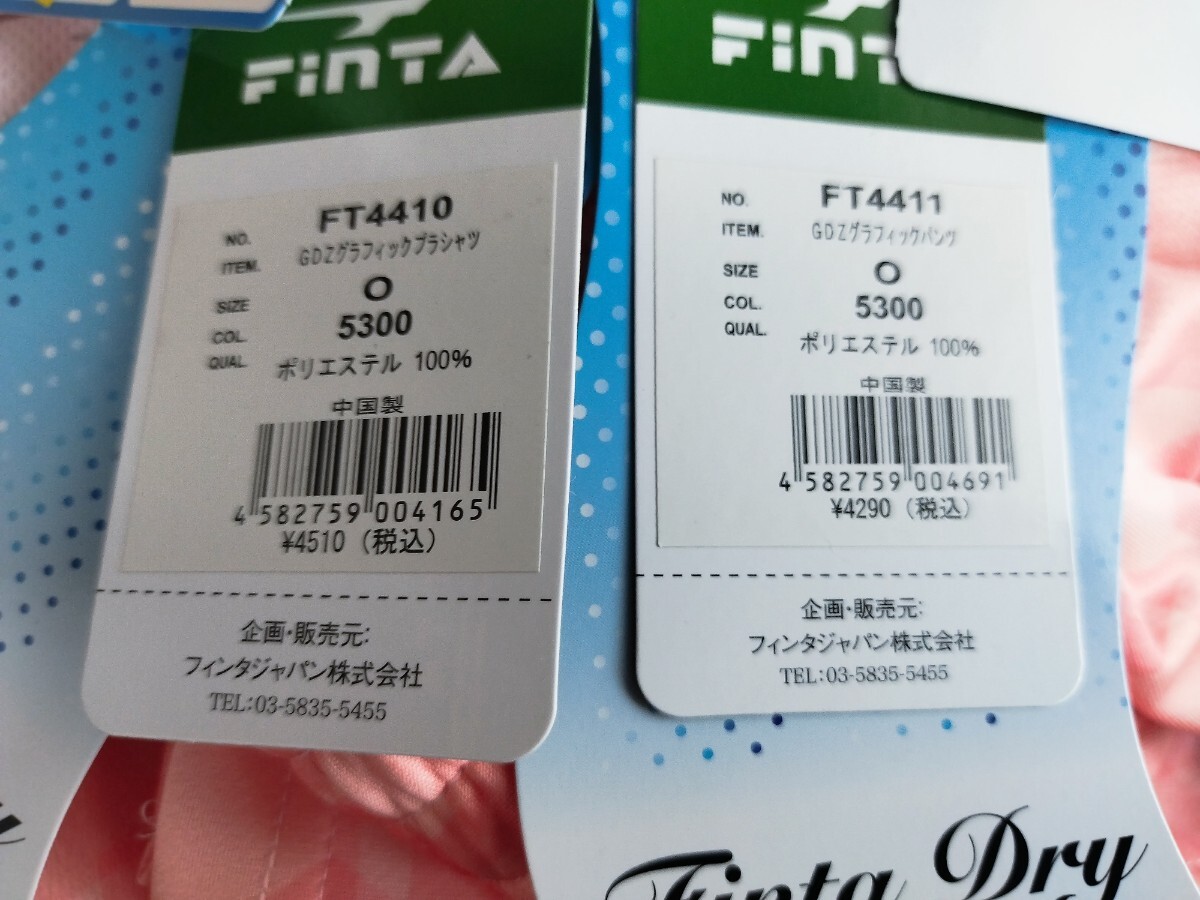 FiNTA
NO. FT4410
ITEM. GDZグラフィックプラシャツ
SIZE O
COL. 5300
QUAL. ポリエステル 100%
中国製
4 582759 004165
¥4510 (税込)
企画・販売元:
フィンタジャパン株式会社
TEL:03-5835-5455
FiNT
NO. FT4411
ITEM. GDZグラフィックパンツ
SIZE O
COL. 5300
QUAL. ポリエステル 100%
中国製
4 582759 004691
¥4290 (税込)
企画・販売元:
フィンタジャパン株式会社
TEL:03-5835-5455
Finta Dry